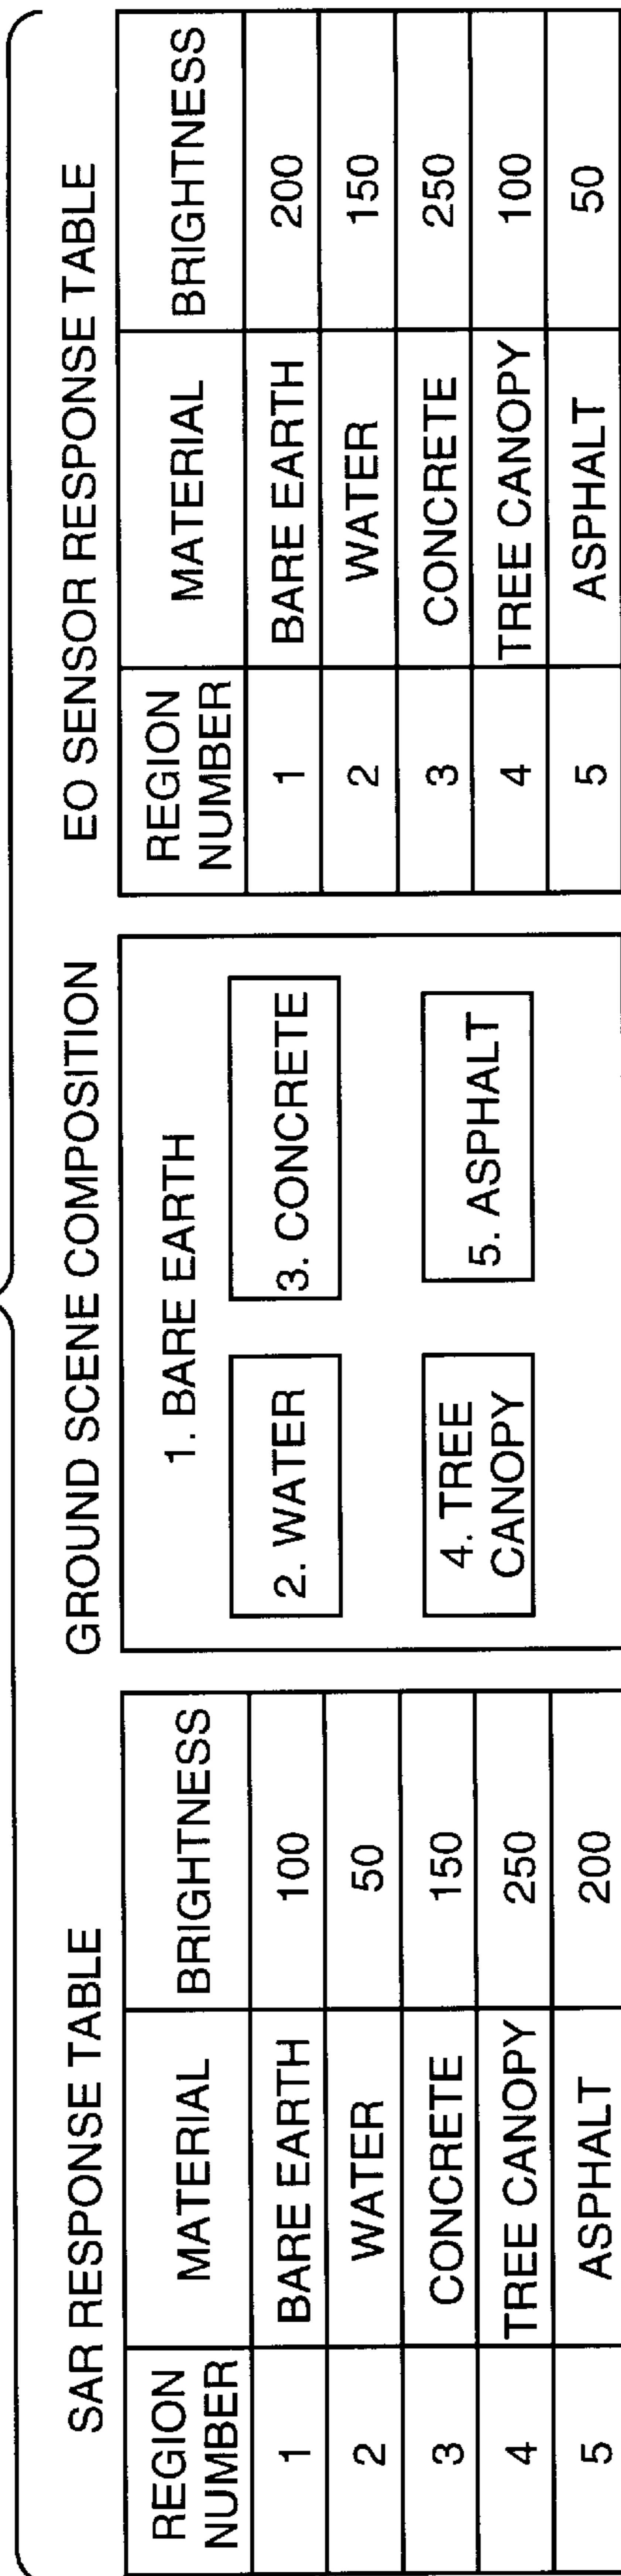 SAR RESPONSE TABLE
REGION NUMBER MATERIAL BRIGHTNESS
1 BARE EARTH 100
2 WATER 50
3 CONCRETE 150
4 TREE CANOPY 250
5 ASPHALT 200
GROUND SCENE COMPOSITION
1. BARE EARTH
2. WATER
3. CONCRETE
4. TREE
CANOPY
5. ASPHALT
EO SENSOR RESPONSE TABLE
REGION NUMBER MATERIAL BRIGHTNESS
1 BARE EARTH 200
2 WATER 150
3 CONCRETE 250
4 TREE CANOPY 100
5 ASPHALT 50